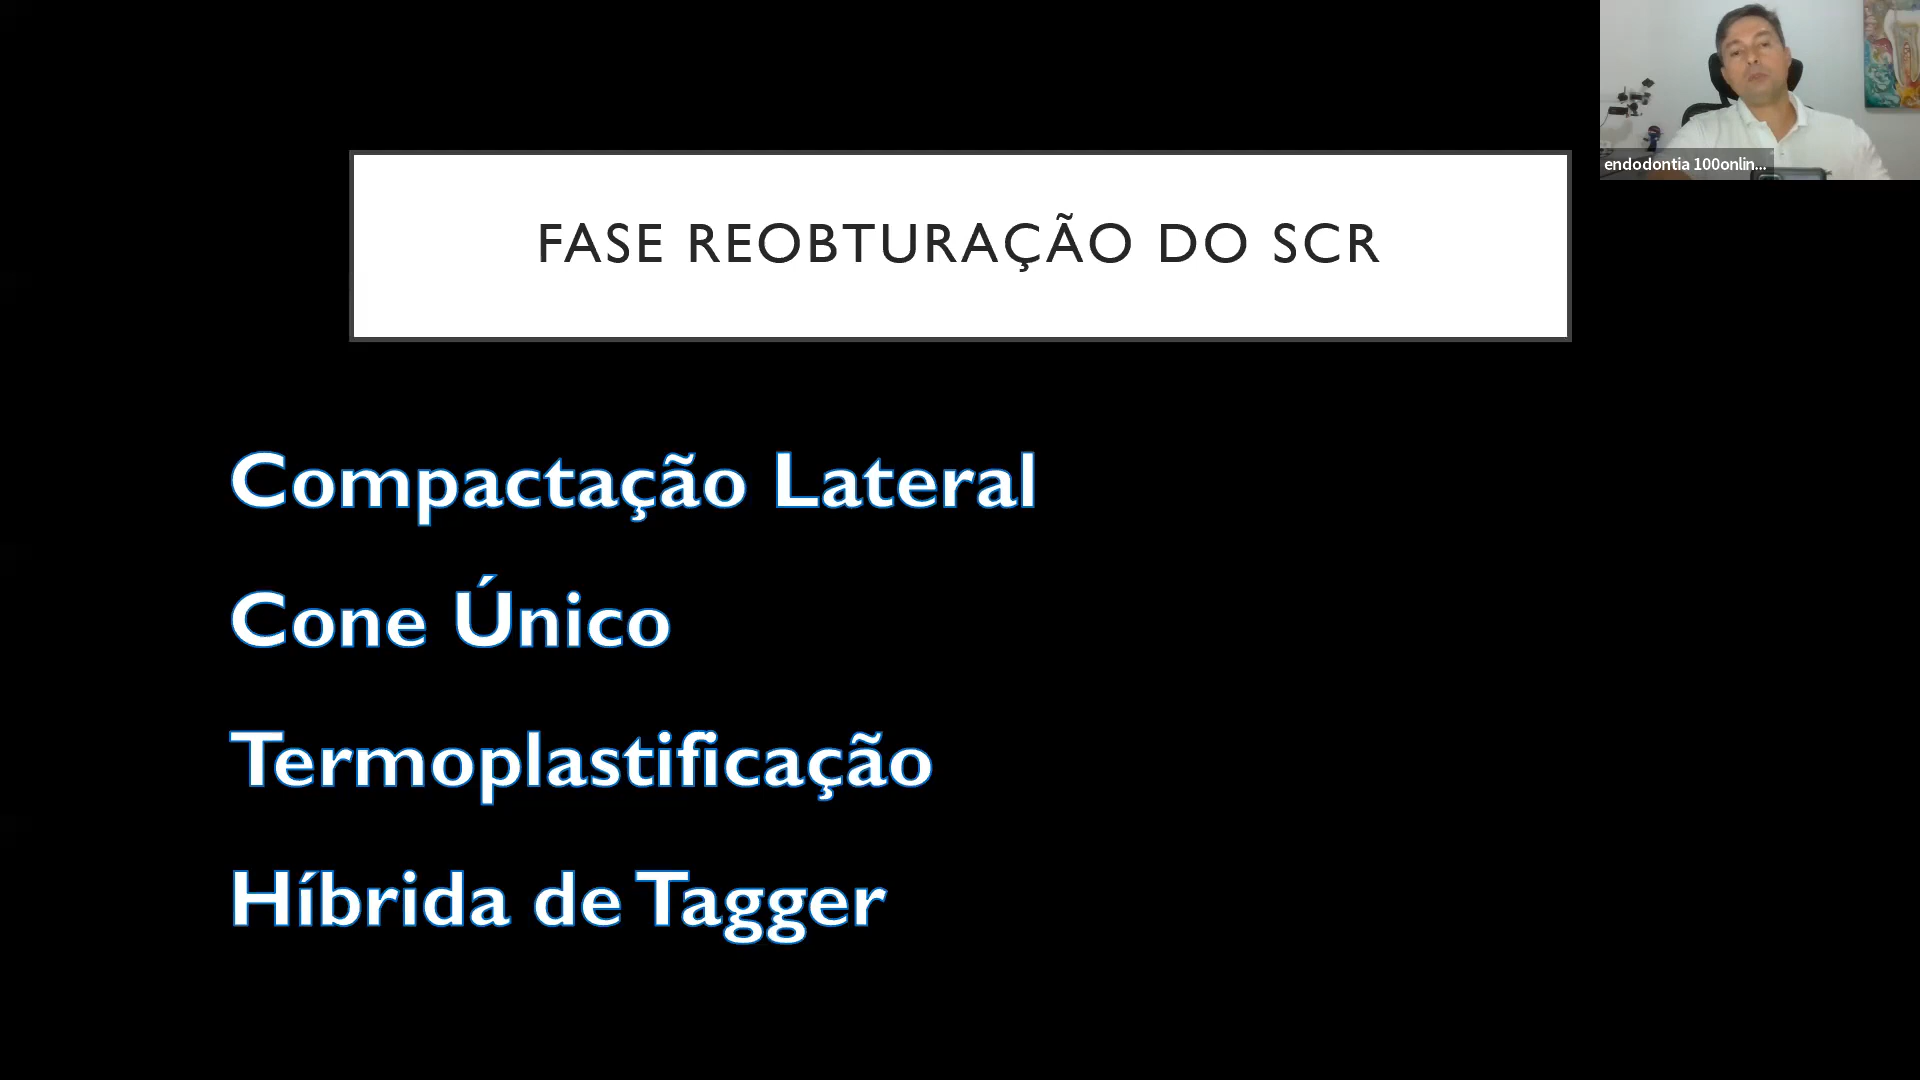 FASE REOBTURAÇÃO DO SCR
endodontia 100onlin...
Compactação Lateral
Cone Único
Termoplastificação
Híbrida de Tagger